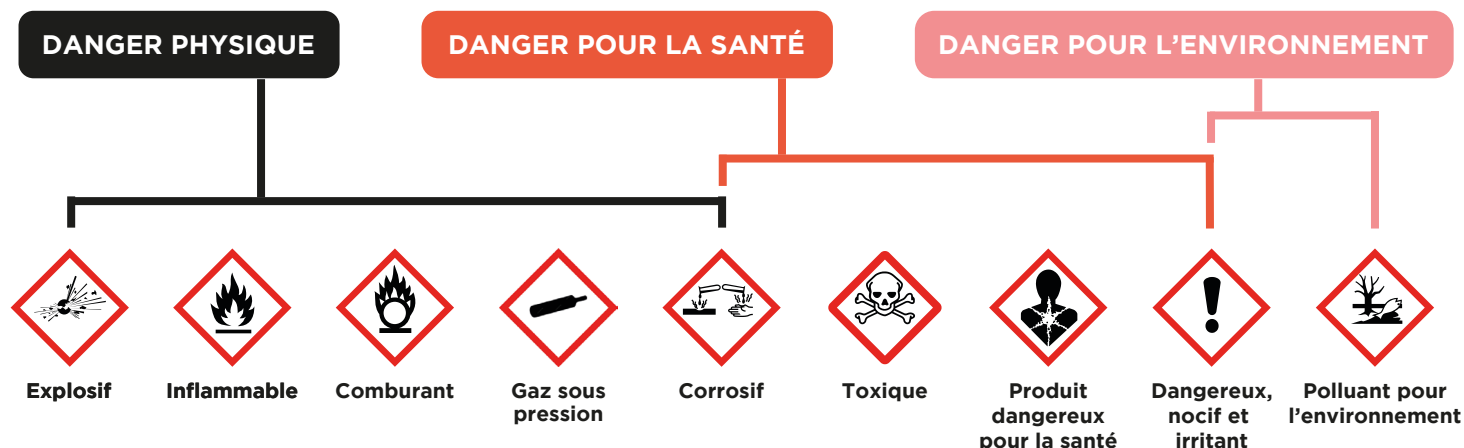 DANGER PHYSIQUE
DANGER POUR LA SANTÉ
DANGER POUR L'ENVIRONNEMENT
Explosif
Inflammable
Comburant
Gaz sous
pression
Corrosif
Toxique
Produit
dangereux
pour la santé
Dangereux,
nocif et
irritant
Polluant pour
l'environnement